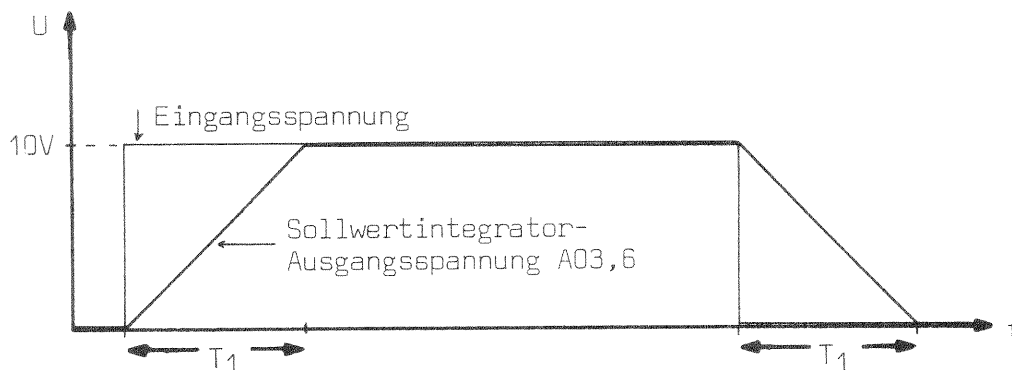 U
Eingangsspannung
10V
Sollwertintegrator-
Ausgangsspannung A03,6
T1
T1